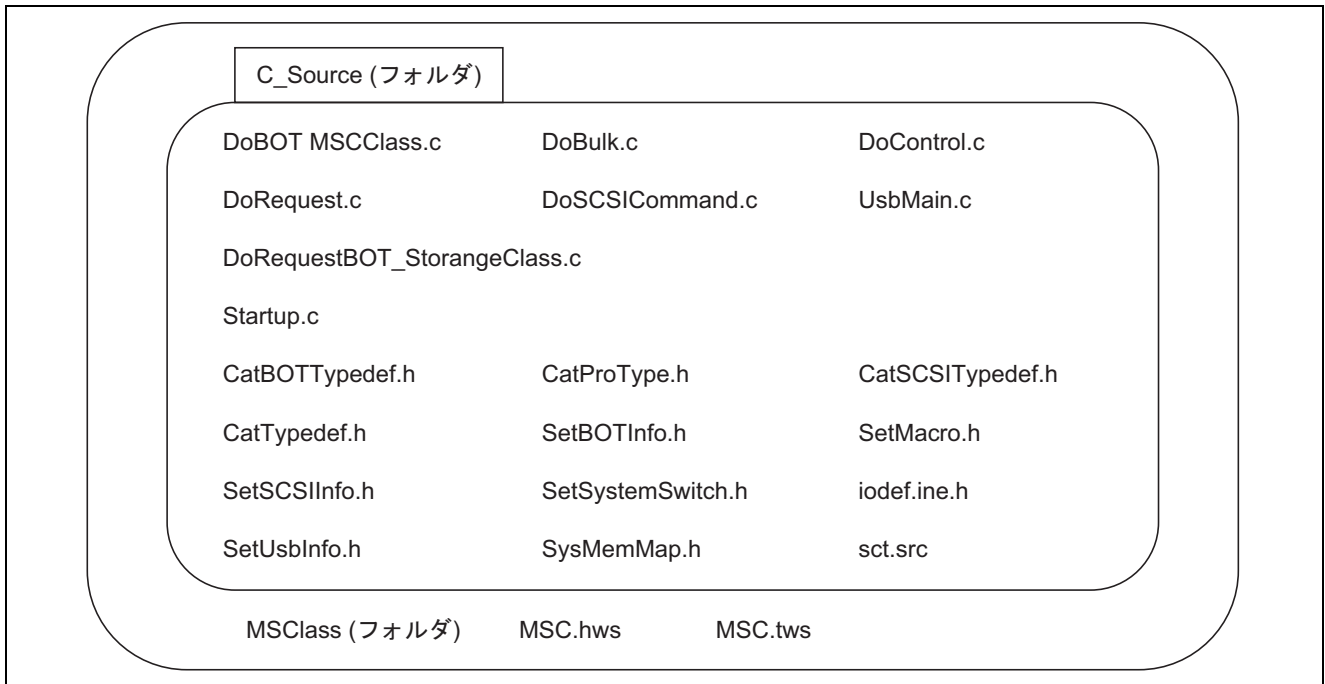 C_Source (フォルダ)
DoBOT MSCClass.c DoBulk.c DoControl.c
DoRequest.c DoSCSICommand.c UsbMain.c
DoRequestBOT_StorangeClass.c
Startup.c
CatBOTTypedef.h CatProType.h CatSCSITypedef.h
CatTypedef.h SetBOTInfo.h SetMacro.h
SetSCSIInfo.h SetSystemSwitch.h iodef.ine.h
SetUsbInfo.h SysMemMap.h sct.src
MSClass (フォルダ) MSC.hws MSC.tws